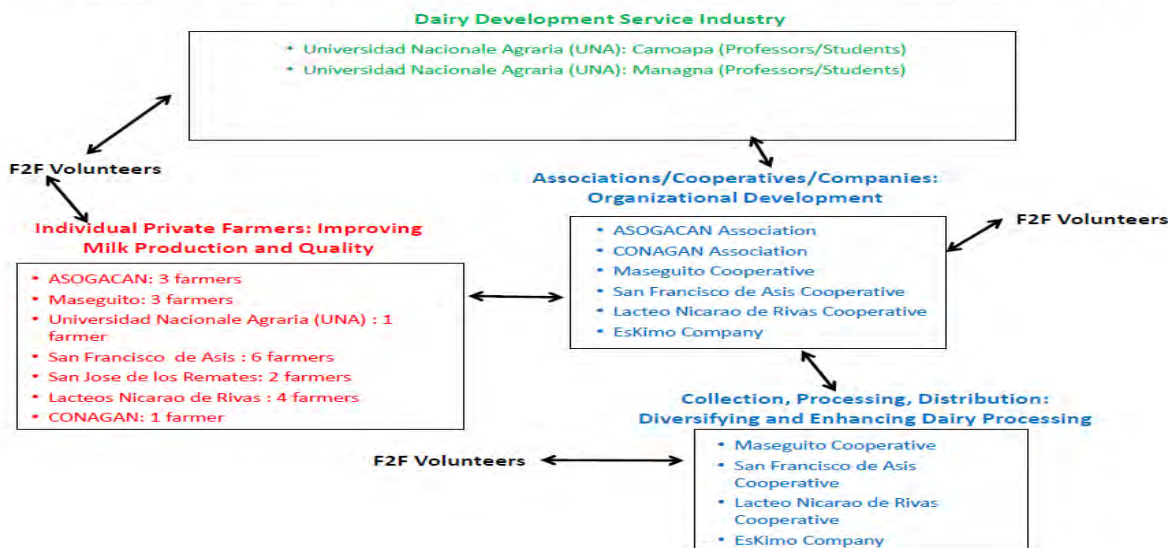 Dairy Development Service Industry
• Universidad Nacionale Agraria (UNA): Camoapa (Professors/Students)
• Universidad Nacionale Agraria (UNA): Managna (Professors/Students)
F2F Volunteers
Associations/Cooperatives/Companies:
Organizational Development
• ASOGACAN Association
• CONAGAN Association
• Maseguito Cooperative
• San Francisco de Asis Cooperative
• Lacteo Nicarao de Rivas Cooperative
• EsKimo Company
F2F Volunteers
Individual Private Farmers: Improving
Milk Production and Quality
• ASOGACAN: 3 farmers
• Maseguito: 3 farmers
• Universidad Nacionale Agraria (UNA) : 1
farmer
• San Francisco de Asis : 6 farmers
• San Jose de los Remates: 2 farmers
• Lacteos Nicarao de Rivas : 4 farmers
• CONAGAN: 1 farmer
Collection, Processing, Distribution:
Diversifying and Enhancing Dairy Processing
F2F Volunteers
• Maseguito Cooperative
• San Francisco de Asis
Cooperative
• Lacteo Nicarao de Rivas
Cooperative
• EsKimo Company